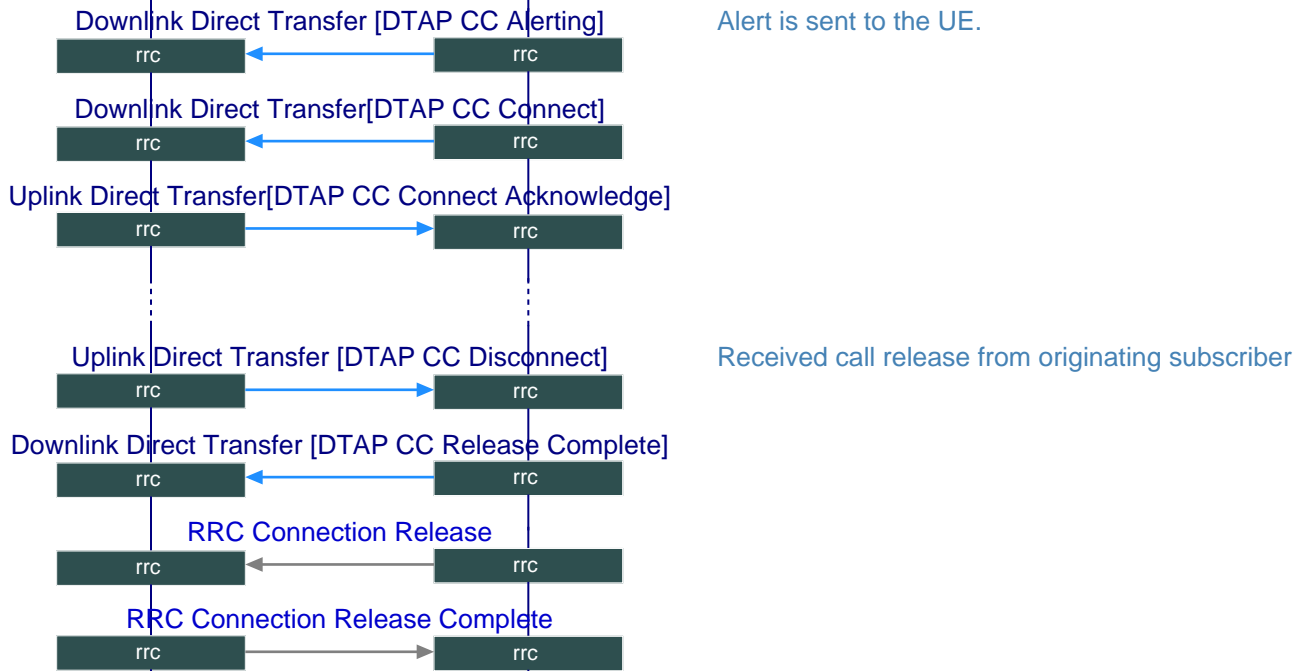 Downlink Direct Transfer [DTAP CC Alerting] Alert is sent to the UE.
rrc rrc
Downlink Direct Transfer[DTAP CC Connect]
rrc rrc
Uplink Direct Transfer[DTAP CC Connect Acknowledge]
rrc rrc
Uplink Direct Transfer [DTAP CC Disconnect] Received call release from originating subscriber
rrc rrc
Downlink Direct Transfer [DTAP CC Release Complete]
rrc rrc
RRC Connection Release
rrc rrc
RRC Connection Release Complete
rrc rrc